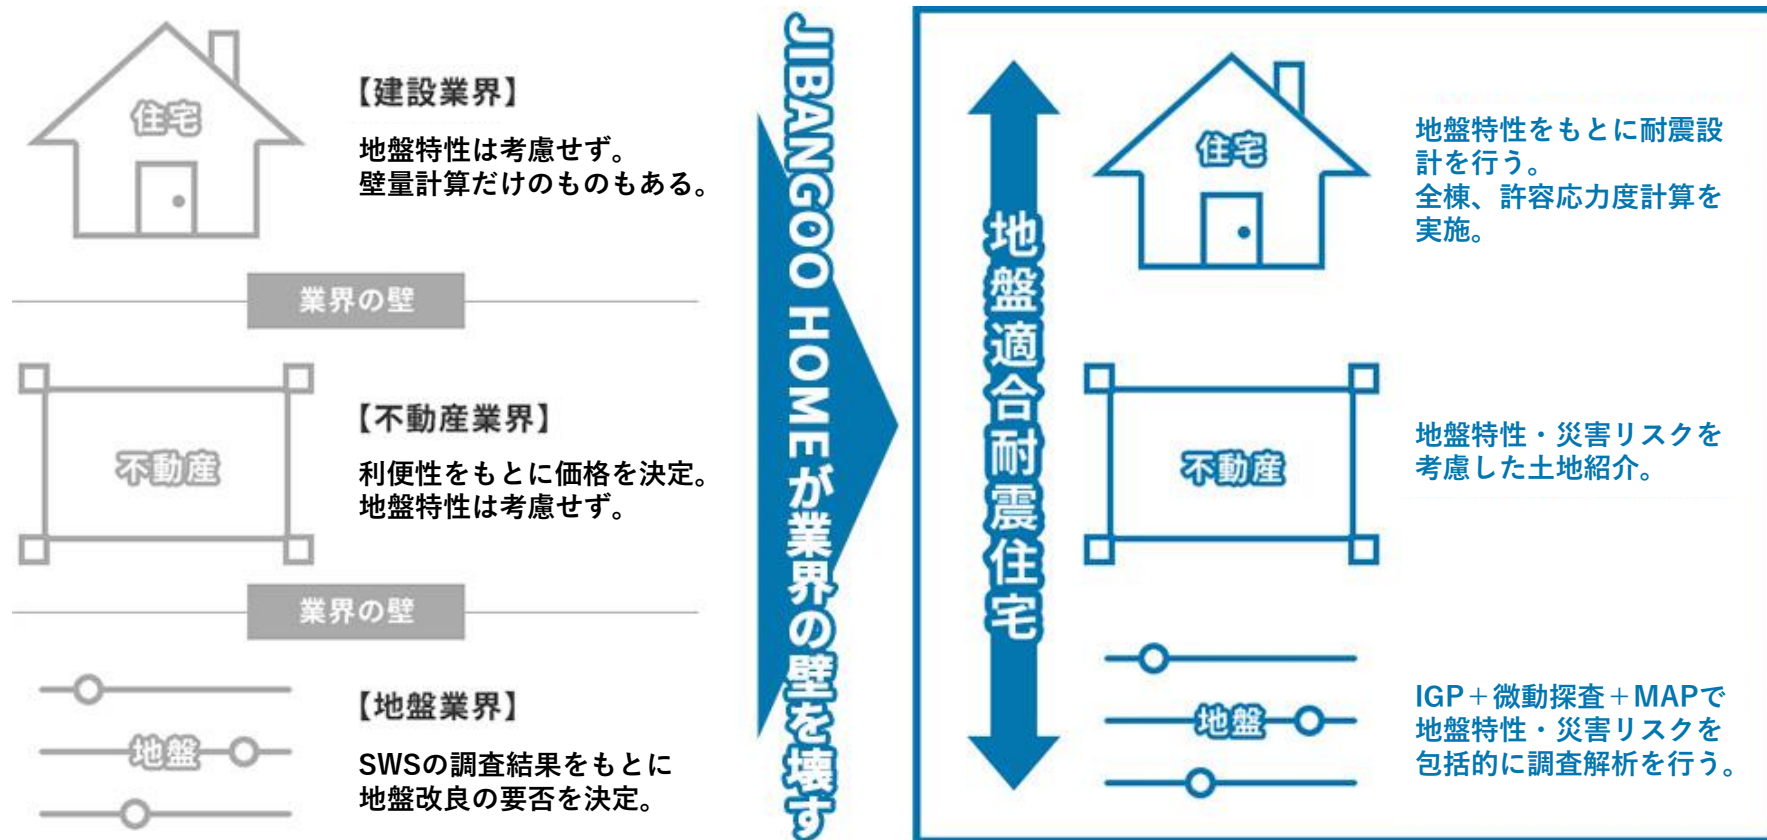 住宅
【建設業界】
地盤特性は考慮せず。
壁量計算だけのものもある。
業界の壁
不動産
【不動産業界】
利便性をもとに価格を決定。
地盤特性は考慮せず。
業界の壁
地盤
【地盤業界】
SWSの調査結果をもとに
地盤改良の要否を決定。
JIBANGOO HOMEが業界の壁を壊す
地盤適合耐震住宅
住宅
地盤特性をもとに耐震設
計を行う。
全棟、許容応力度計算を
実施。
不動産
地盤特性・災害リスクを
考慮した土地紹介。
地盤
IGP＋微動探査＋MAPで
地盤特性・災害リスクを
包括的に調査解析を行う。